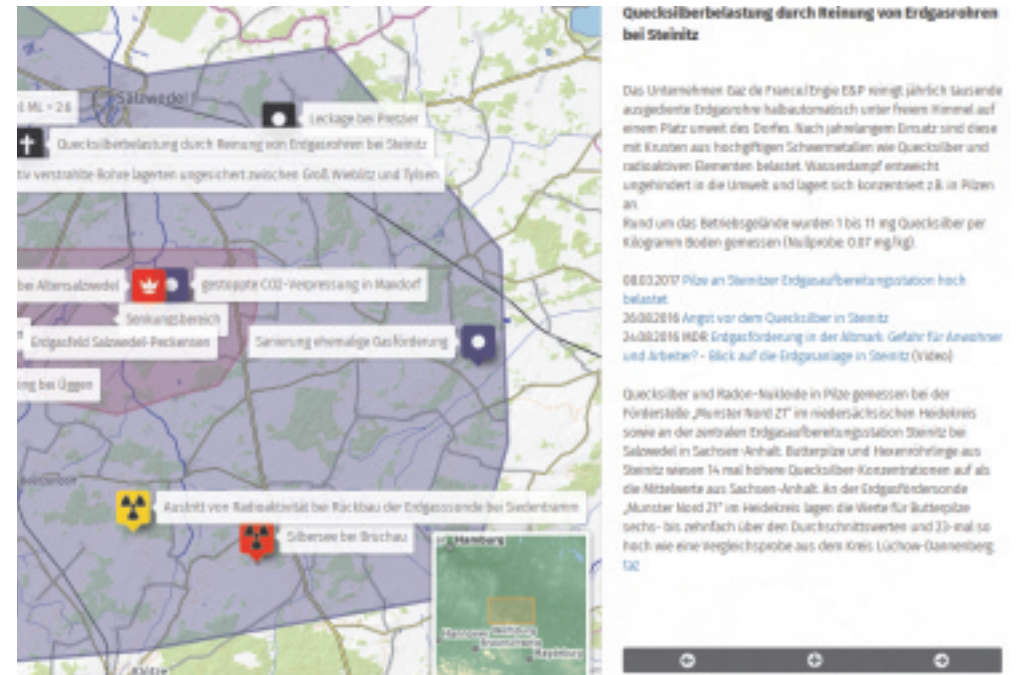 Salzwedel
ML = 2.8
Leckage bei Pretzier
Quecksilberbelastung durch Reinung von Erdgasrohren bei Steinitz
tiv verstrahlte Rohre lagerten ungesichert zwischen Groß Wieblitz und Tylsen
bei Altensalzwedel
gestoppte CO2-Verpressung in Maxdorf
Senkungsbereich
Erdgasfeld Salzwedel-Peckensen
Sanierung ehemalige Gasförderung
ng bei Üggen
Austritt von Radioaktivität bei Rückbau der Erdgasssonde bei Siedentramm
Silbersee bei Brüchau
Hamburg
Hannover
Wolfsburg
Braunschweig
Magdeburg
Klötze
Quecksilberbelastung durch Reinung von Erdgasrohren
bei Steinitz
Das Unternehmen Gaz de France/Engie E&P reinigt jährlich tausende
ausgediente Erdgasrohre halbautomatisch unter freiem Himmel auf
einem Platz unweit des Dorfes. Nach jahrelangem Einsatz sind diese
mit Krusten aus hochgiftigen Schwermetallen wie Quecksilber und
radioaktiven Elementen belastet. Wasserdampf entweicht
ungehindert in die Umwelt und lagert sich konzentriert z.B. in Pilzen
an.
Rund um das Betriebsgelände wurden 1 bis 11 mg Quecksilber per
Kilogramm Boden gemessen (Nullprobe: 0.07 mg/kg).
08.03.2017 Pilze an Steinitzer Erdgasaufbereitungsstation hoch
belastet
26.08.2016 Angst vor dem Quecksilber in Steinitz
24.08.2016 MDR: Erdgasförderung in der Altmark: Gefahr für Anwohner
und Arbeiter? - Blick auf die Erdgasanlage in Steinitz (Video)
Quecksilber und Radon-Nukleide in Pilze gemessen bei der
Förderstelle „Munster Nord Z1" im niedersächsischen Heidekreis
sowie an der zentralen Erdgasaufbereitungsstation Steinitz bei
Salzwedel in Sachsen-Anhalt. Butterpilze und Hexenröhrlinge aus
Steinitz wiesen 14 mal höhere Quecksilber-Konzentrationen auf als
die Mittelwerte aus Sachsen-Anhalt. An der Erdgasfördersonde
„Munster Nord Z1" im Heidekreis lagen die Werte für Butterpilze
sechs- bis zehnfach über den Durchschnittswerten und 23-mal so
hoch wie eine Vergleichsprobe aus dem Kreis Lüchow-Dannenberg.
taz